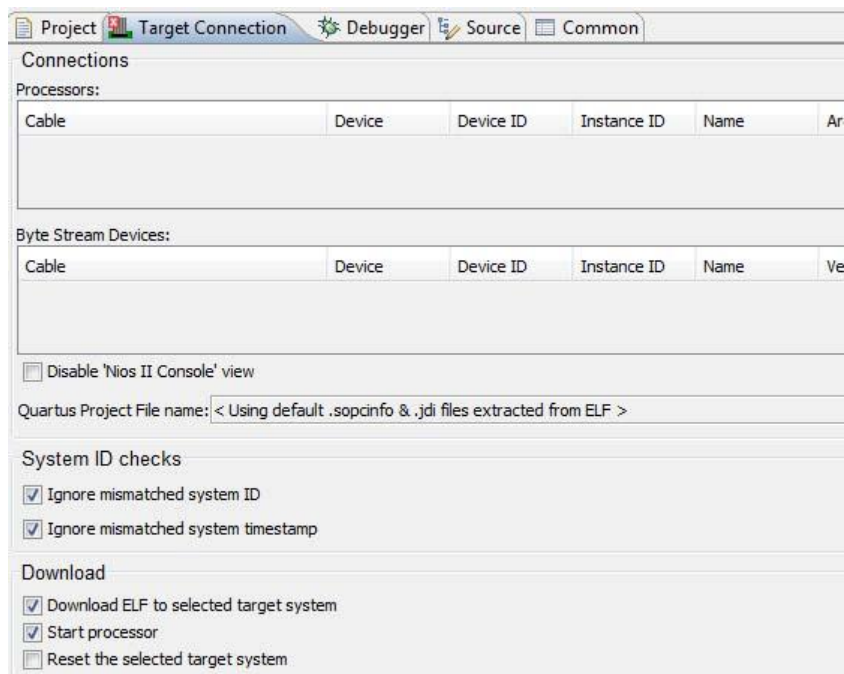 Project Target Connection Debugger Source Common
Connections
Processors:
Cable Device Device ID Instance ID Name Ar
Byte Stream Devices:
Cable Device Device ID Instance ID Name Ve
Disable 'Nios II Console' view
Quartus Project File name: < Using default .sopcinfo & .jdi files extracted from ELF >
System ID checks
Ignore mismatched system ID
Ignore mismatched system timestamp
Download
Download ELF to selected target system
Start processor
Reset the selected target system